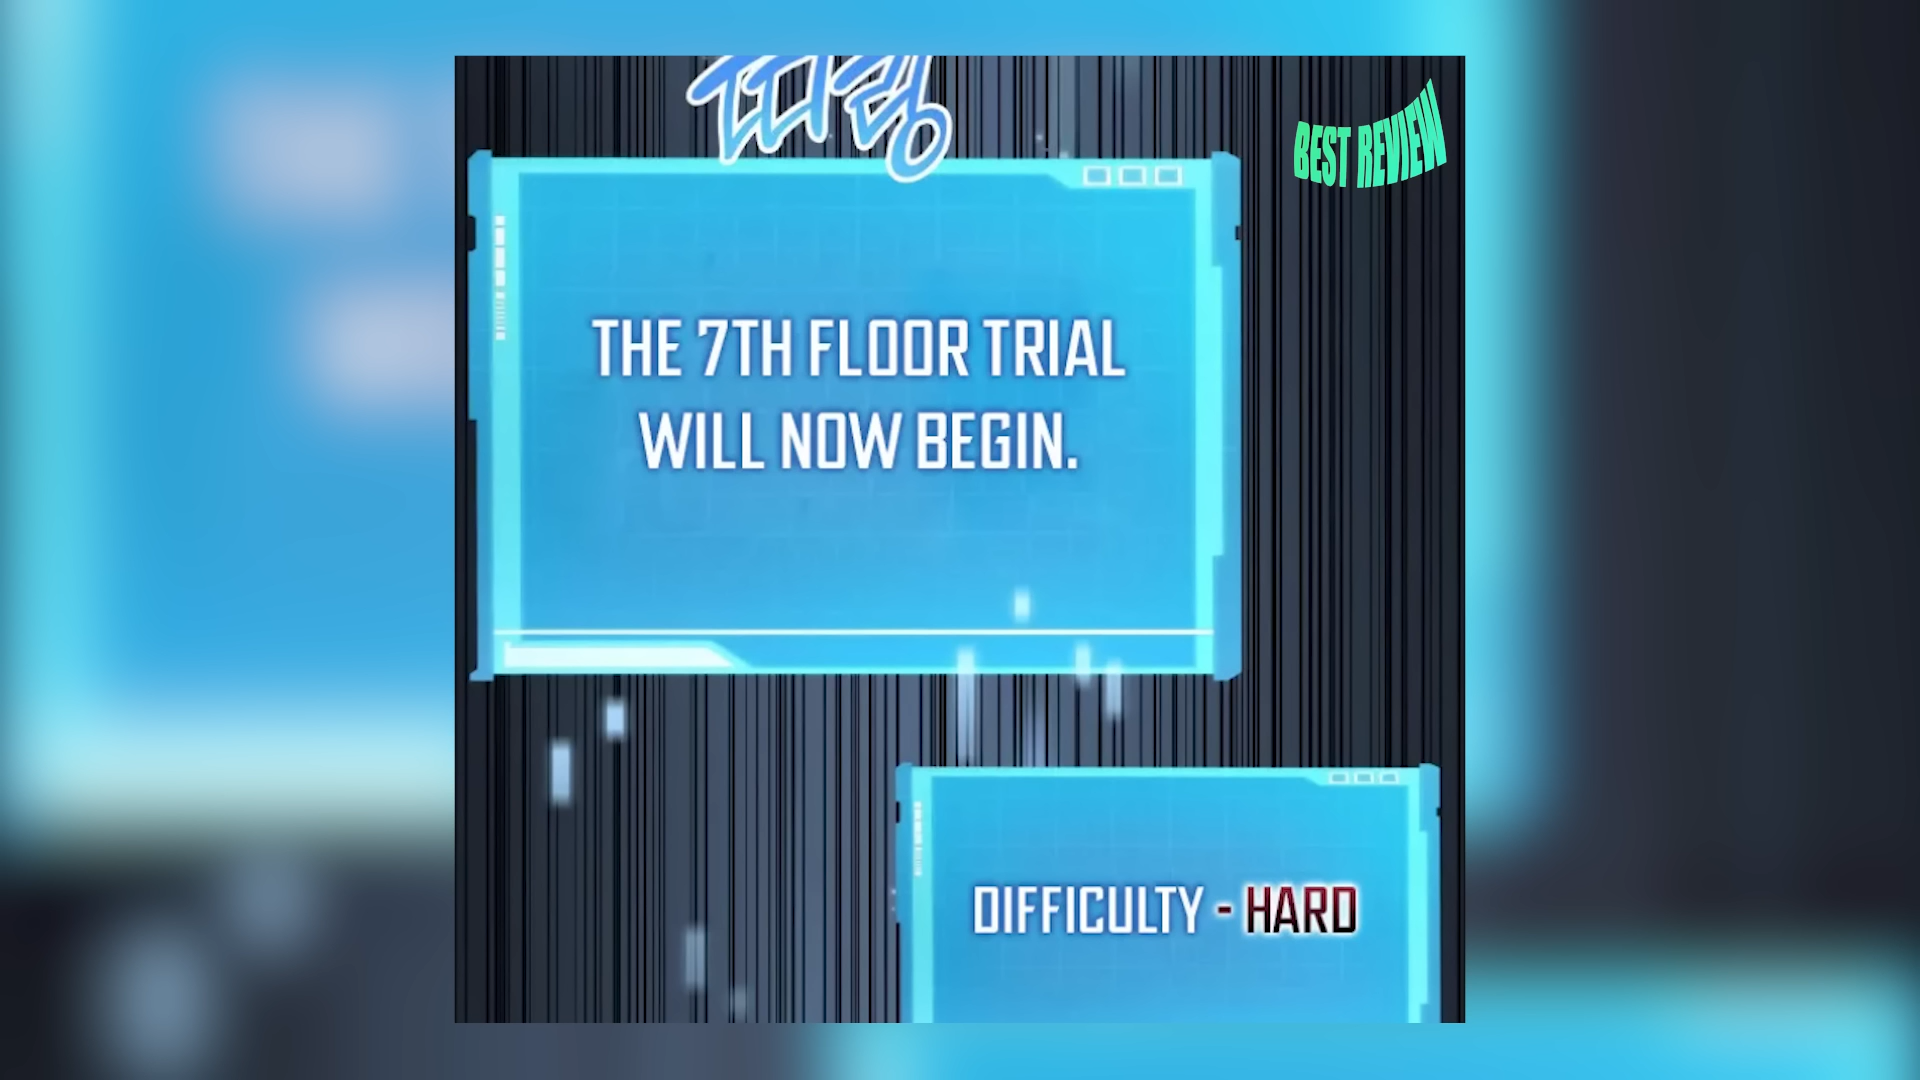 띠링
BEST REVIEW
THE 7TH FLOOR TRIAL
WILL NOW BEGIN.
DIFFICULTY - HARD